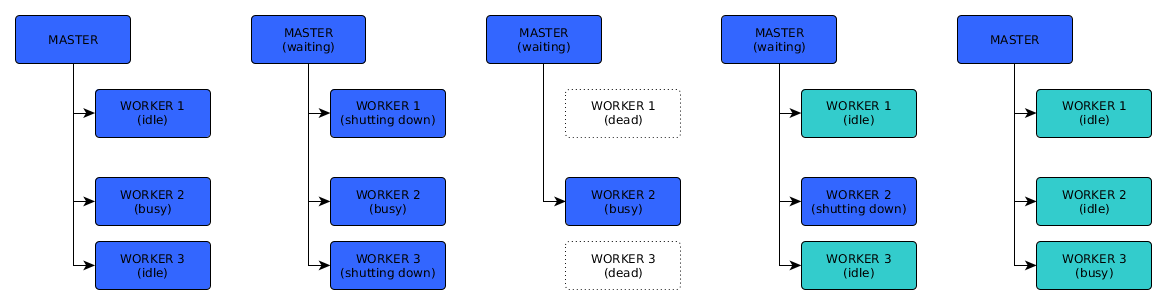 MASTER
WORKER 1
(idle)
WORKER 2
(busy)
WORKER 3
(idle)
MASTER
(waiting)
WORKER 1
(shutting down)
WORKER 2
(busy)
WORKER 3
(shutting down)
MASTER
(waiting)
WORKER 1
(dead)
WORKER 2
(busy)
WORKER 3
(dead)
MASTER
(waiting)
WORKER 1
(idle)
WORKER 2
(shutting down)
WORKER 3
(idle)
MASTER
WORKER 1
(idle)
WORKER 2
(idle)
WORKER 3
(busy)